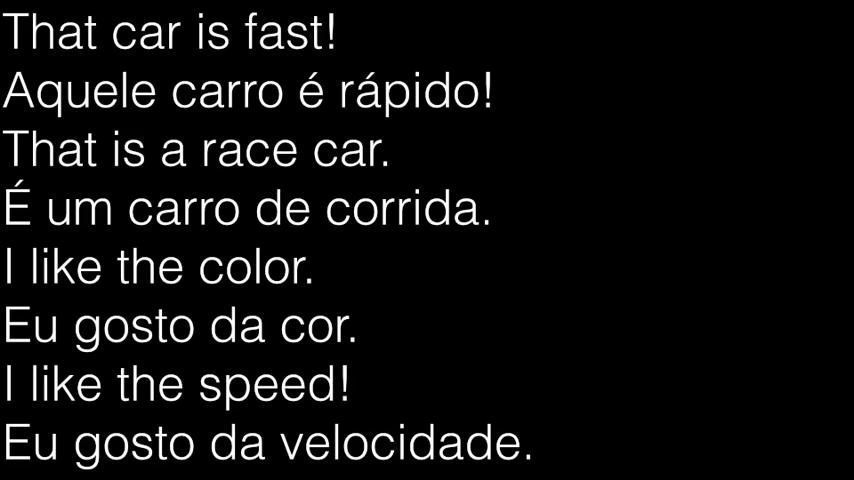 That car is fast!
Aquele carro é rápido!
That is a race car.
É um carro de corrida.
I like the color.
Eu gosto da cor.
I like the speed!
Eu gosto da velocidade.